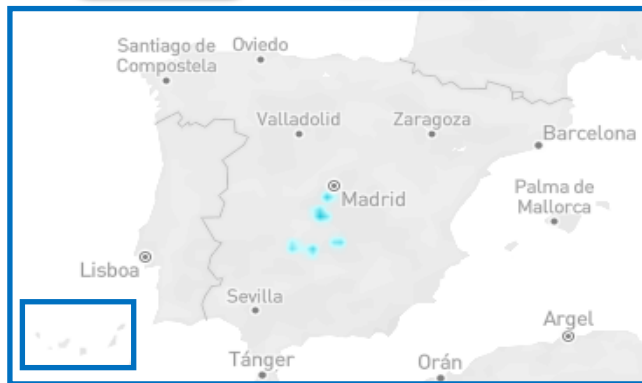 Santiago de
Compostela
Oviedo
Valladolid
Zaragoza
Barcelona
Madrid
Palma de
Mallorca
Lisboa
Sevilla
Argel
Tánger
Orán